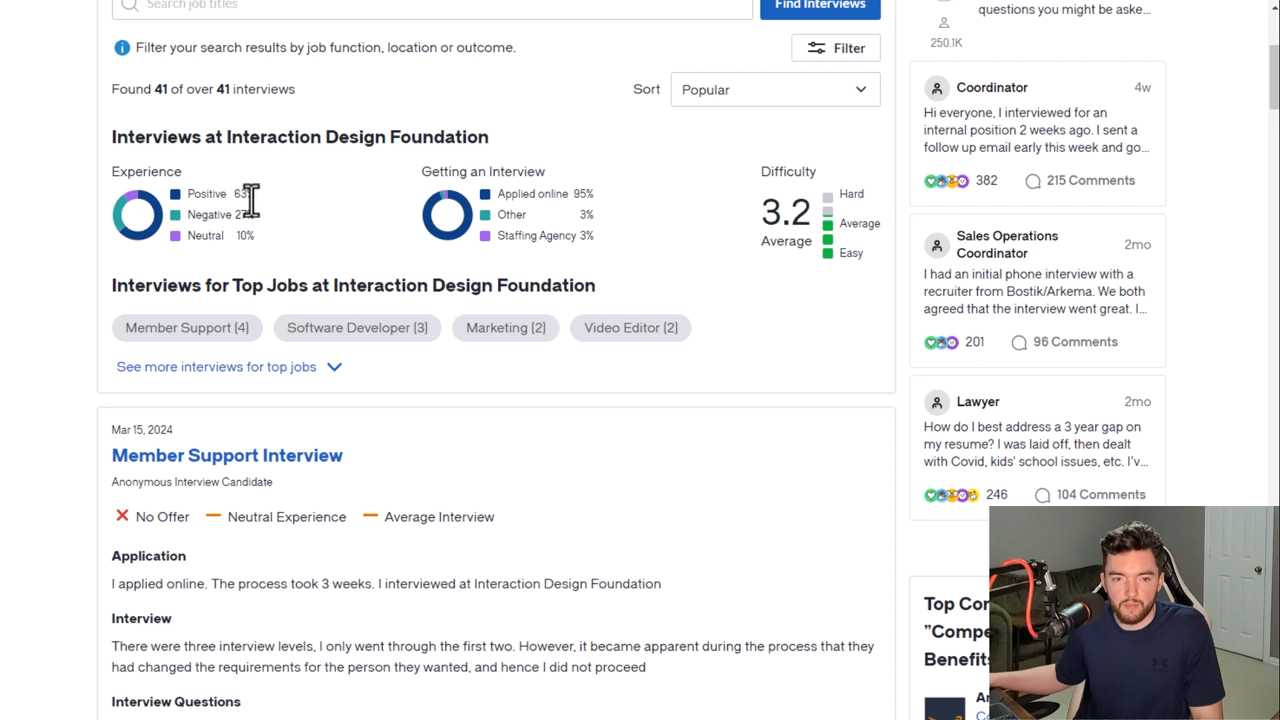 Search job titles
Find Interviews
Filter your search results by job function, location or outcome.
Filter
Found 41 of over 41 interviews
Sort
Popular
Interviews at Interaction Design Foundation
Experience
Positive 63%
Negative 27%
Neutral 10%
Getting an Interview
Applied online 95%
Other 3%
Staffing Agency 3%
Difficulty
3.2
Average
Hard
Average
Easy
Interviews for Top Jobs at Interaction Design Foundation
Member Support (4)
Software Developer (3)
Marketing (2)
Video Editor (2)
See more interviews for top jobs
Mar 15, 2024
Member Support Interview
Anonymous Interview Candidate
No Offer
Neutral Experience
Average Interview
Application
I applied online. The process took 3 weeks. I interviewed at Interaction Design Foundation
Interview
There were three interview levels, I only went through the first two. However, it became apparent during the process that they
had changed the requirements for the person they wanted, and hence I did not proceed
Interview Questions
questions you might be aske...
250.1K
Coordinator
4w
Hi everyone, I interviewed for an
internal position 2 weeks ago. I sent a
follow up email early this week and go...
382
215 Comments
Sales Operations
Coordinator
2mo
I had an initial phone interview with a
recruiter from Bostik/Arkema. We both
agreed that the interview went great. I...
201
96 Comments
Lawyer
2mo
How do I best address a 3 year gap on
my resume? I was laid off, then dealt
with Covid, kids' school issues, etc. I'v...
246
104 Comments
Top
"Compe
Benefits